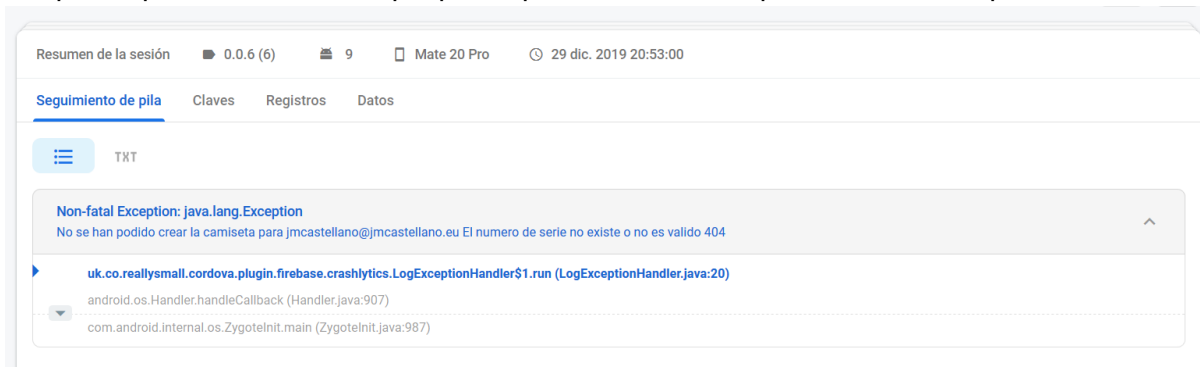 Resumen de la sesión 0.0.6 (6) 9 Mate 20 Pro 29 dic. 2019 20:53:00
Seguimiento de pila Claves Registros Datos
TXT
Non-fatal Exception: java.lang.Exception
No se han podido crear la camiseta para jmcastellano@jmcastellano.eu El numero de serie no existe o no es valido 404
uk.co.reallysmall.cordova.plugin.firebase.crashlytics.LogExceptionHandler$1.run (LogExceptionHandler.java:20)
android.os.Handler.handleCallback (Handler.java:907)
com.android.internal.os.ZygoteInit.main (ZygoteInit.java:987)